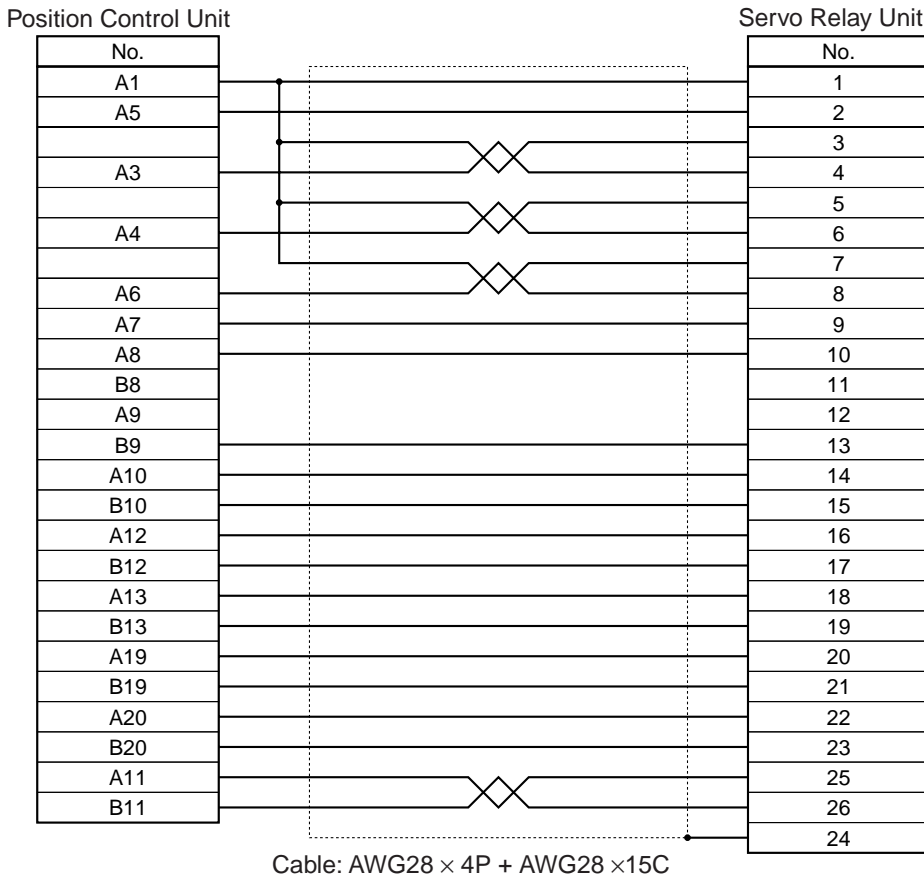 Position Control Unit Servo Relay Unit
No. No.
A1 1
A5 2
3
A3 4
5
A4 6
7
A6 8
A7 9
A8 10
B8 11
A9 12
B9 13
A10 14
B10 15
A12 16
B12 17
A13 18
B13 19
A19 20
B19 21
A20 22
B20 23
A11 25
B11 26
24
Cable: AWG28 × 4P + AWG28 ×15C